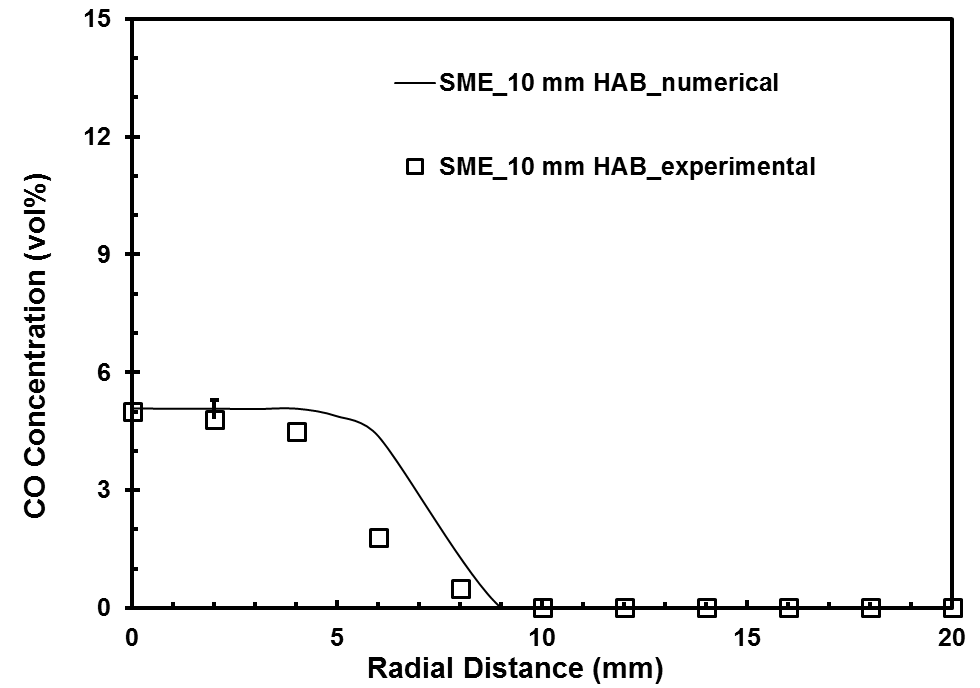 15
12
9
6
3
0
CO Concentration (vol%)
SME_10 mm HAB_numerical
SME_10 mm HAB_experimental
0 5 10 15 20
Radial Distance (mm)